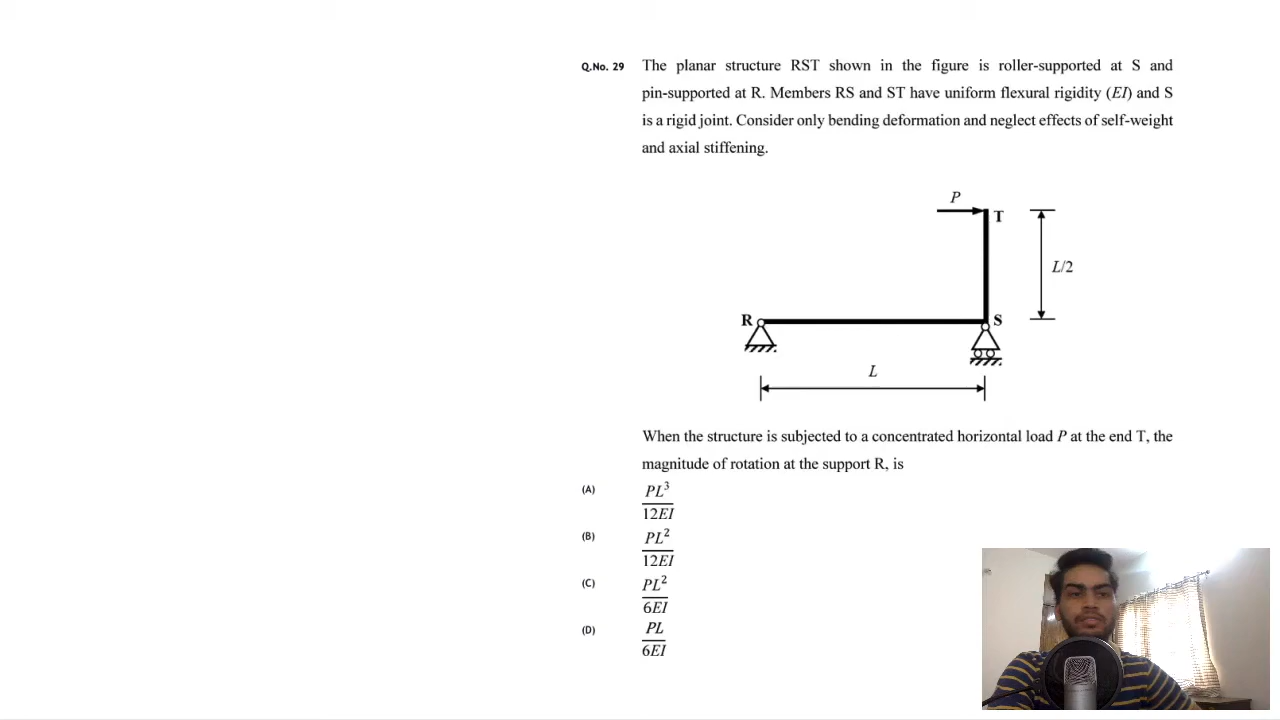 Q.No. 29 The planar structure RST shown in the figure is roller-supported at S and
pin-supported at R. Members RS and ST have uniform flexural rigidity (EI) and S
is a rigid joint. Consider only bending deformation and neglect effects of self-weight
and axial stiffening.
P
T
L/2
R
S
L
When the structure is subjected to a concentrated horizontal load P at the end T, the
magnitude of rotation at the support R, is
(A) PL³
12EI
(B) PL²
12EI
(C) PL²
6EI
(D) PL
6EI